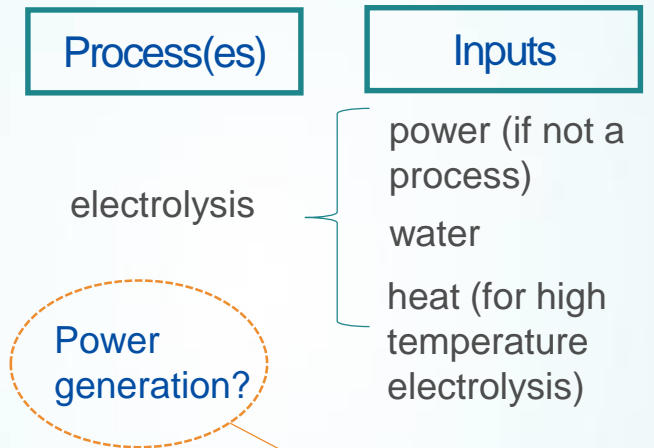 Process(es)
Inputs
electrolysis
power (if not a
process)
water
heat (for high
temperature
electrolysis)
Power
generation?